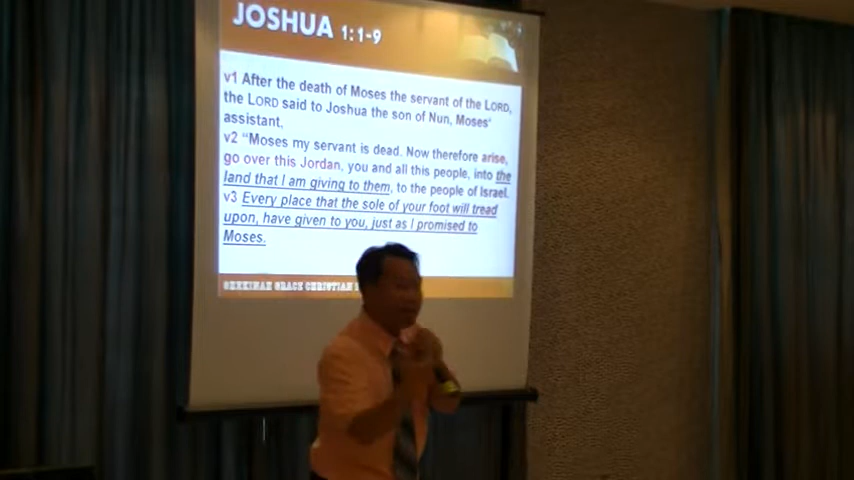 JOSHUA 1:1-9
v1 After the death of Moses the servant of the LORD,
the LORD said to Joshua the son of Nun, Moses'
assistant,
v2 “Moses my servant is dead. Now therefore arise,
go over this Jordan, you and all this people, into the
land that I am giving to them, to the people of Israel.
v3 Every place that the sole of your foot will tread
upon, have given to you, just as I promised to
Moses.
GRACE CHRISTIAN